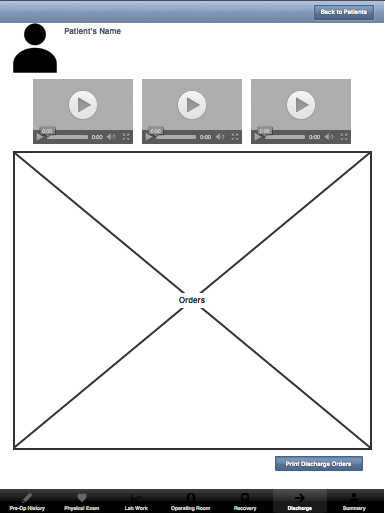 Back to Patients
Patient's Name
0:00
0:00
0:00
0:00
0:00
0:00
Orders
Print Discharge Orders
Pre-Op History
Physical Exam
Lab Work
Operating Room
Recovery
Discharge
Summary